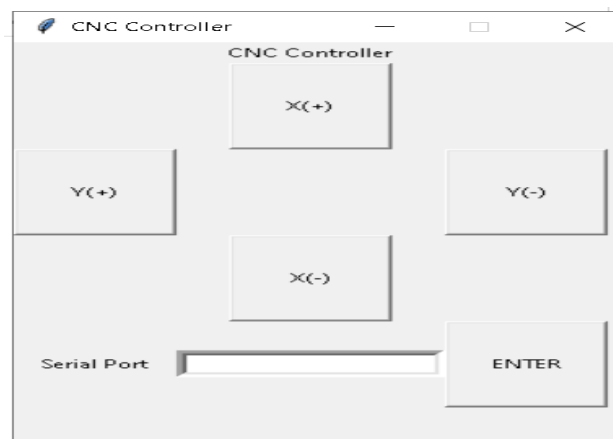 CNC Controller
CNC Controller
X(+)
Y(+) Y(-)
X(-)
Serial Port ENTER